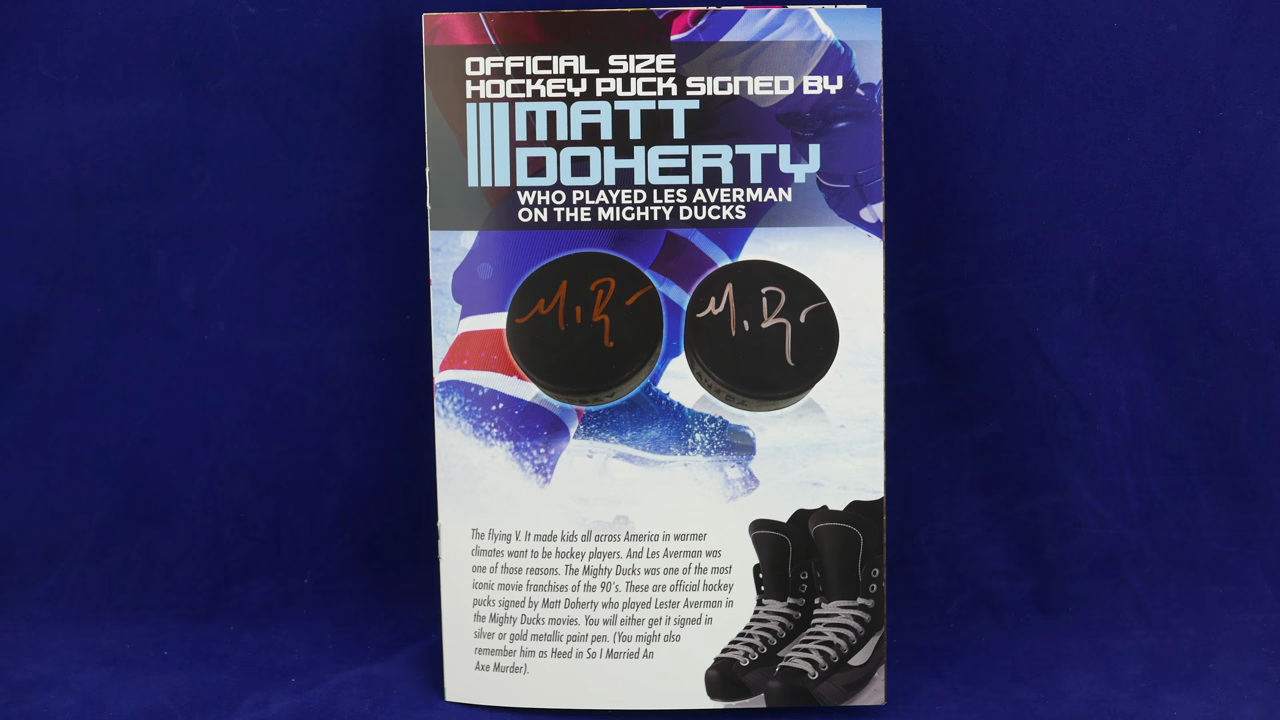 OFFICIAL SIZE
HOCKEY PUCK SIGNED BY
MATT
DOHERTY
WHO PLAYED LES AVERMAN
ON THE MIGHTY DUCKS
The flying V. It made kids all across America in warmer
climates want to be hockey players. And Les Averman was
one of those reasons. The Mighty Ducks was one of the most
iconic movie franchises of the 90's. These are official hockey
pucks signed by Matt Doherty who played Lester Averman in
the Mighty Ducks movies. You will either get it signed in
silver or gold metallic paint pen. (You might also
remember him as Heed in So I Married An
Axe Murder).